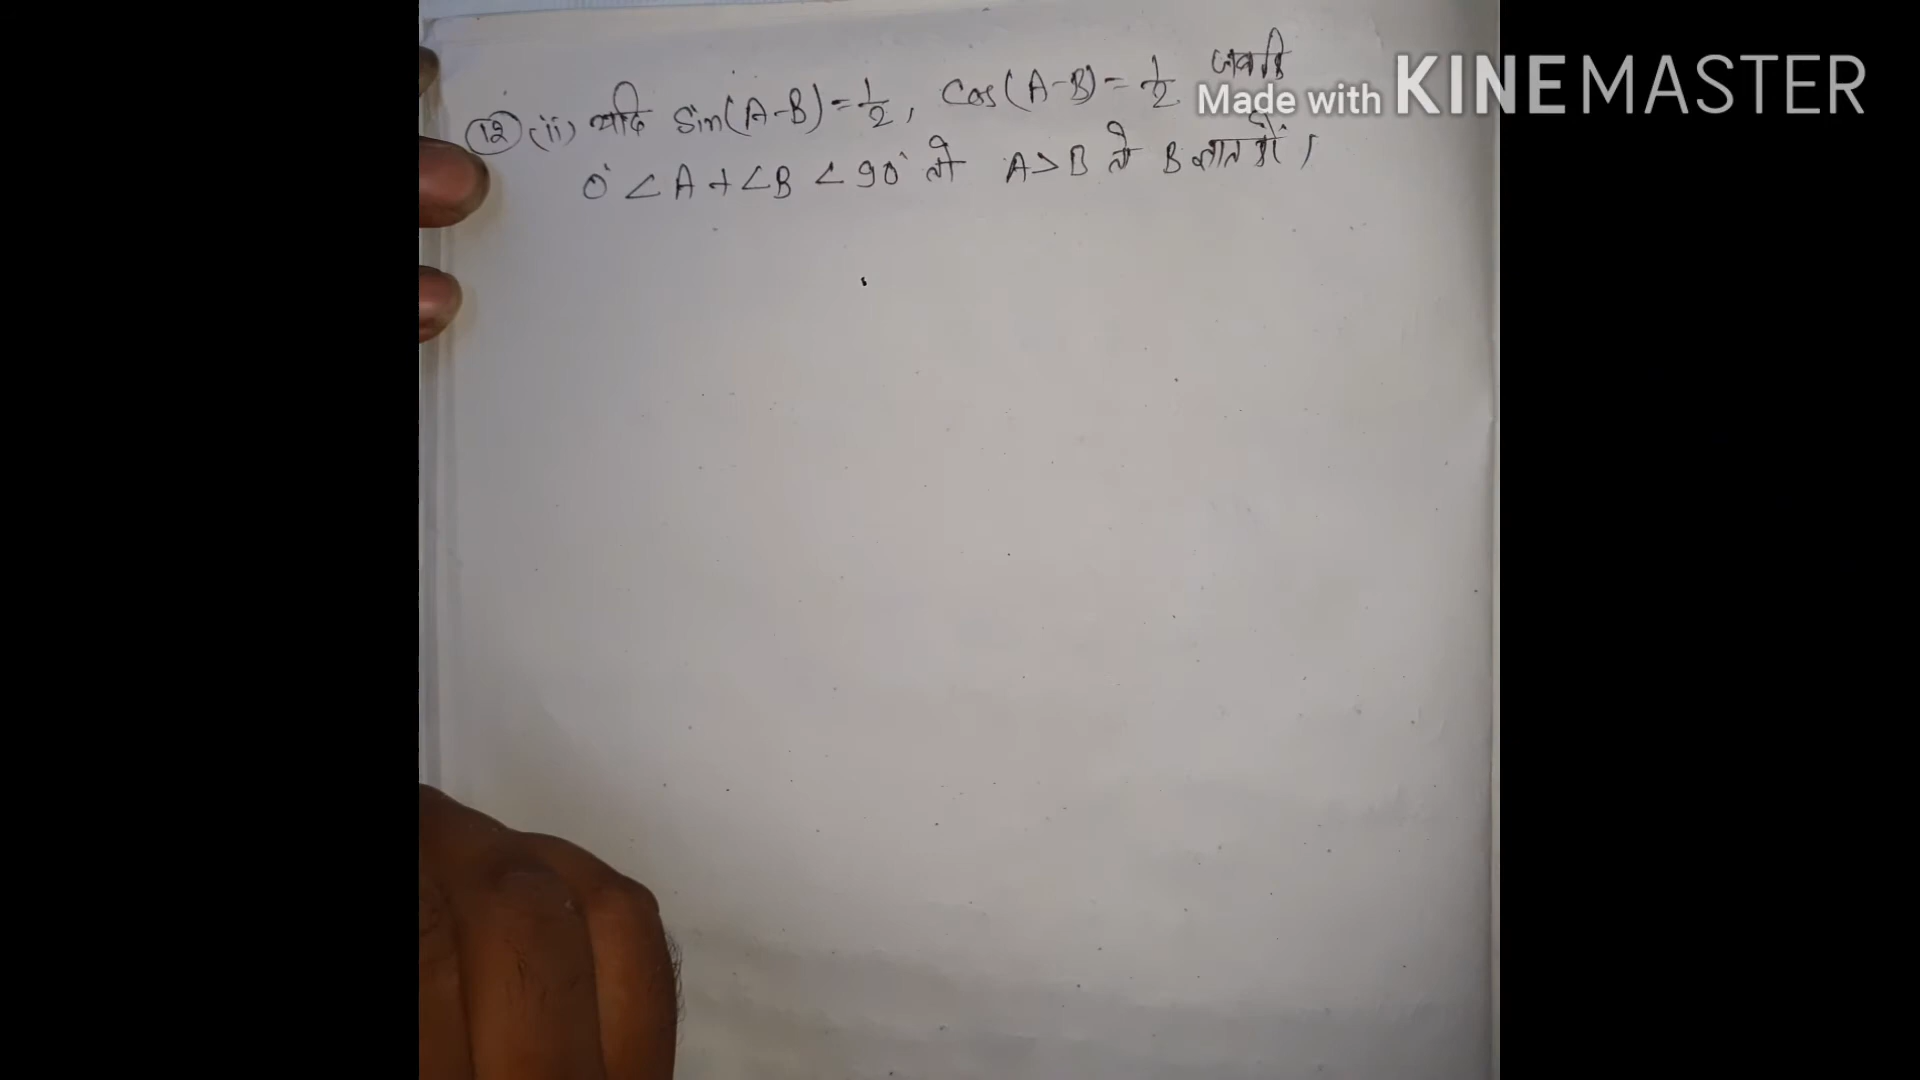 (12) (ii) यदि sin(A-B)=1/2, cos(A-B)=1/2 जबकि
0° < A + <B < 90° तो A>B तो B ज्ञात करें।
Made with KINEMASTER